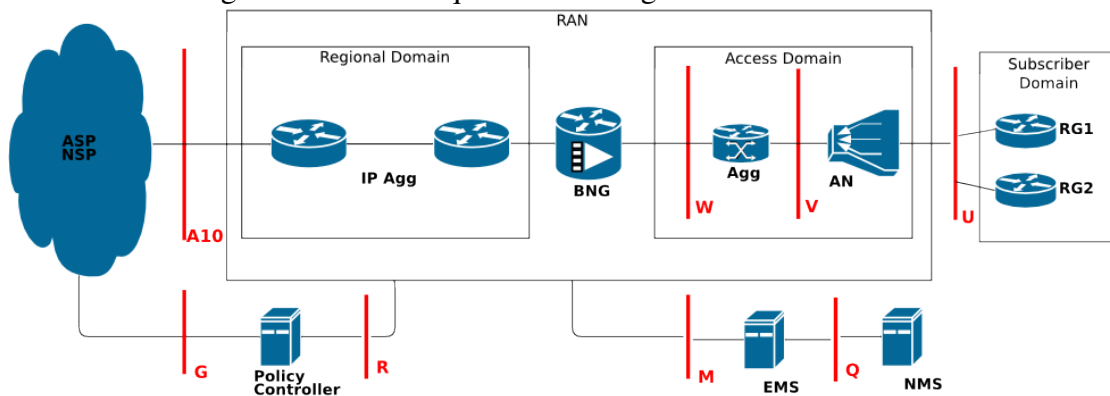 RAN
Regional Domain
Access Domain
Subscriber
Domain
ASP
NSP
IP Agg
BNG
Agg
AN
RG1
RG2
A10
W
V
U
G
Policy
Controller
R
M
EMS
Q
NMS